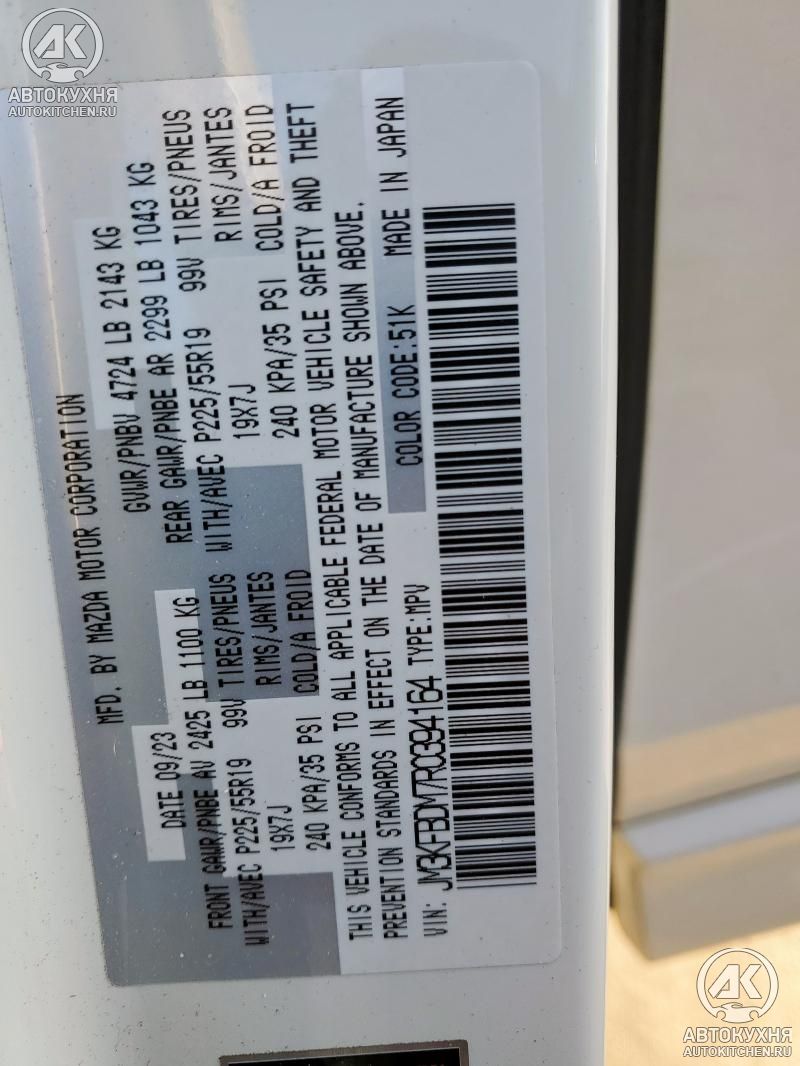 АК
АВТОКУХНЯ
AUTOKITCHEN.RU
MFD. BY MAZDA MOTOR CORPORATION
DATE 09/23 GVWR/PNBV 4724 LB 2143 KG
FRONT GAWR/PNBE AV 2425 LB 1100 KG REAR GAWR/PNBE AR 2299 LB 1043 KG
WITH/AVEC P225/55R19 99V TIRES/PNEUS WITH/AVEC P225/55R19 99V TIRES/PNEUS
19X7J RIMS/JANTES 19X7J RIMS/JANTES
240 KPA/35 PSI COLD/A FROID 240 KPA/35 PSI COLD/A FROID
THIS VEHICLE CONFORMS TO ALL APPLICABLE FEDERAL MOTOR VEHICLE SAFETY AND THEFT
PREVENTION STANDARDS IN EFFECT ON THE DATE OF MANUFACTURE SHOWN ABOVE.
COLOR CODE:51K MADE IN JAPAN
VIN: JM3KFBDM7R0394164 TYPE:MPV
АК
АВТОКУХНЯ
AUTOKITCHEN.RU